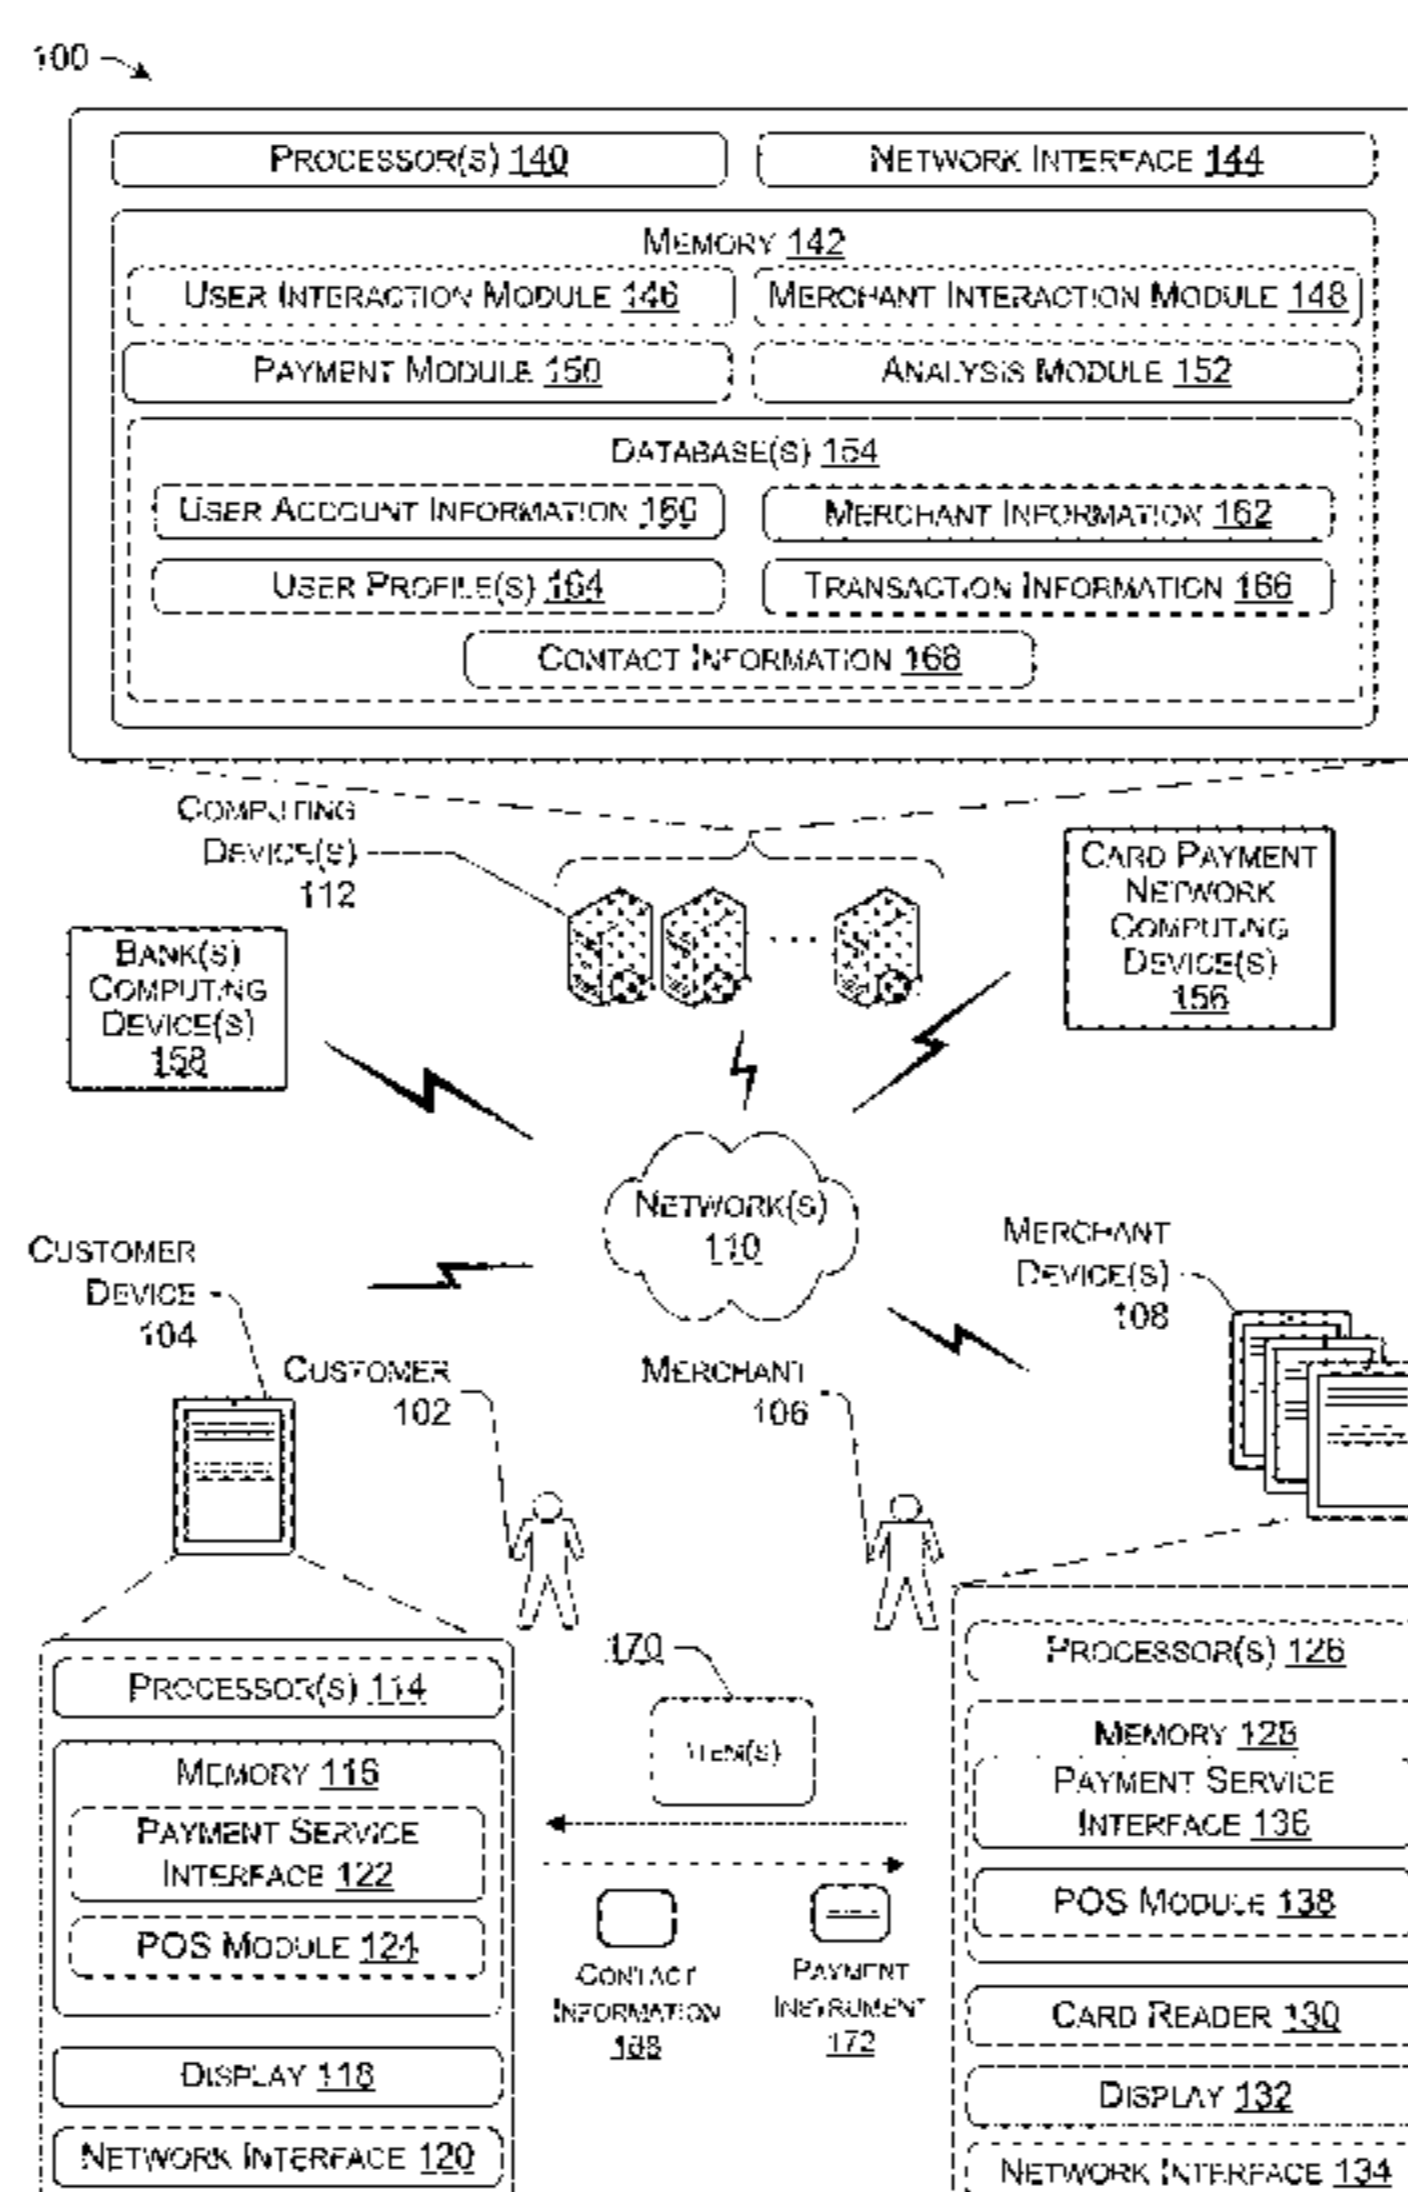 100
PROCESSOR(S) 140
NETWORK INTERFACE 144
MEMORY 142
USER INTERACTION MODULE 146
MERCHANT INTERACTION MODULE 148
PAYMENT MODULE 150
ANALYSIS MODULE 152
DATABASE(S) 154
USER ACCOUNT INFORMATION 160
MERCHANT INFORMATION 162
USER PROFILE(S) 164
TRANSACTION INFORMATION 166
CONTACT INFORMATION 168
COMPUTING
DEVICE(S)
112
CARD PAYMENT
NETWORK
COMPUTING
DEVICE(S)
156
BANK(S)
COMPUTING
DEVICE(S)
158
NETWORK(S)
110
CUSTOMER
DEVICE
104
MERCHANT
DEVICE(S)
108
CUSTOMER
102
MERCHANT
106
PROCESSOR(S) 114
MEMORY 116
PAYMENT SERVICE
INTERFACE 122
POS MODULE 124
DISPLAY 118
NETWORK INTERFACE 120
170
ITEM(S)
CONTACT
INFORMATION
168
PAYMENT
INSTRUMENT
172
PROCESSOR(S) 126
MEMORY 128
PAYMENT SERVICE
INTERFACE 136
POS MODULE 138
CARD READER 130
DISPLAY 132
NETWORK INTERFACE 134